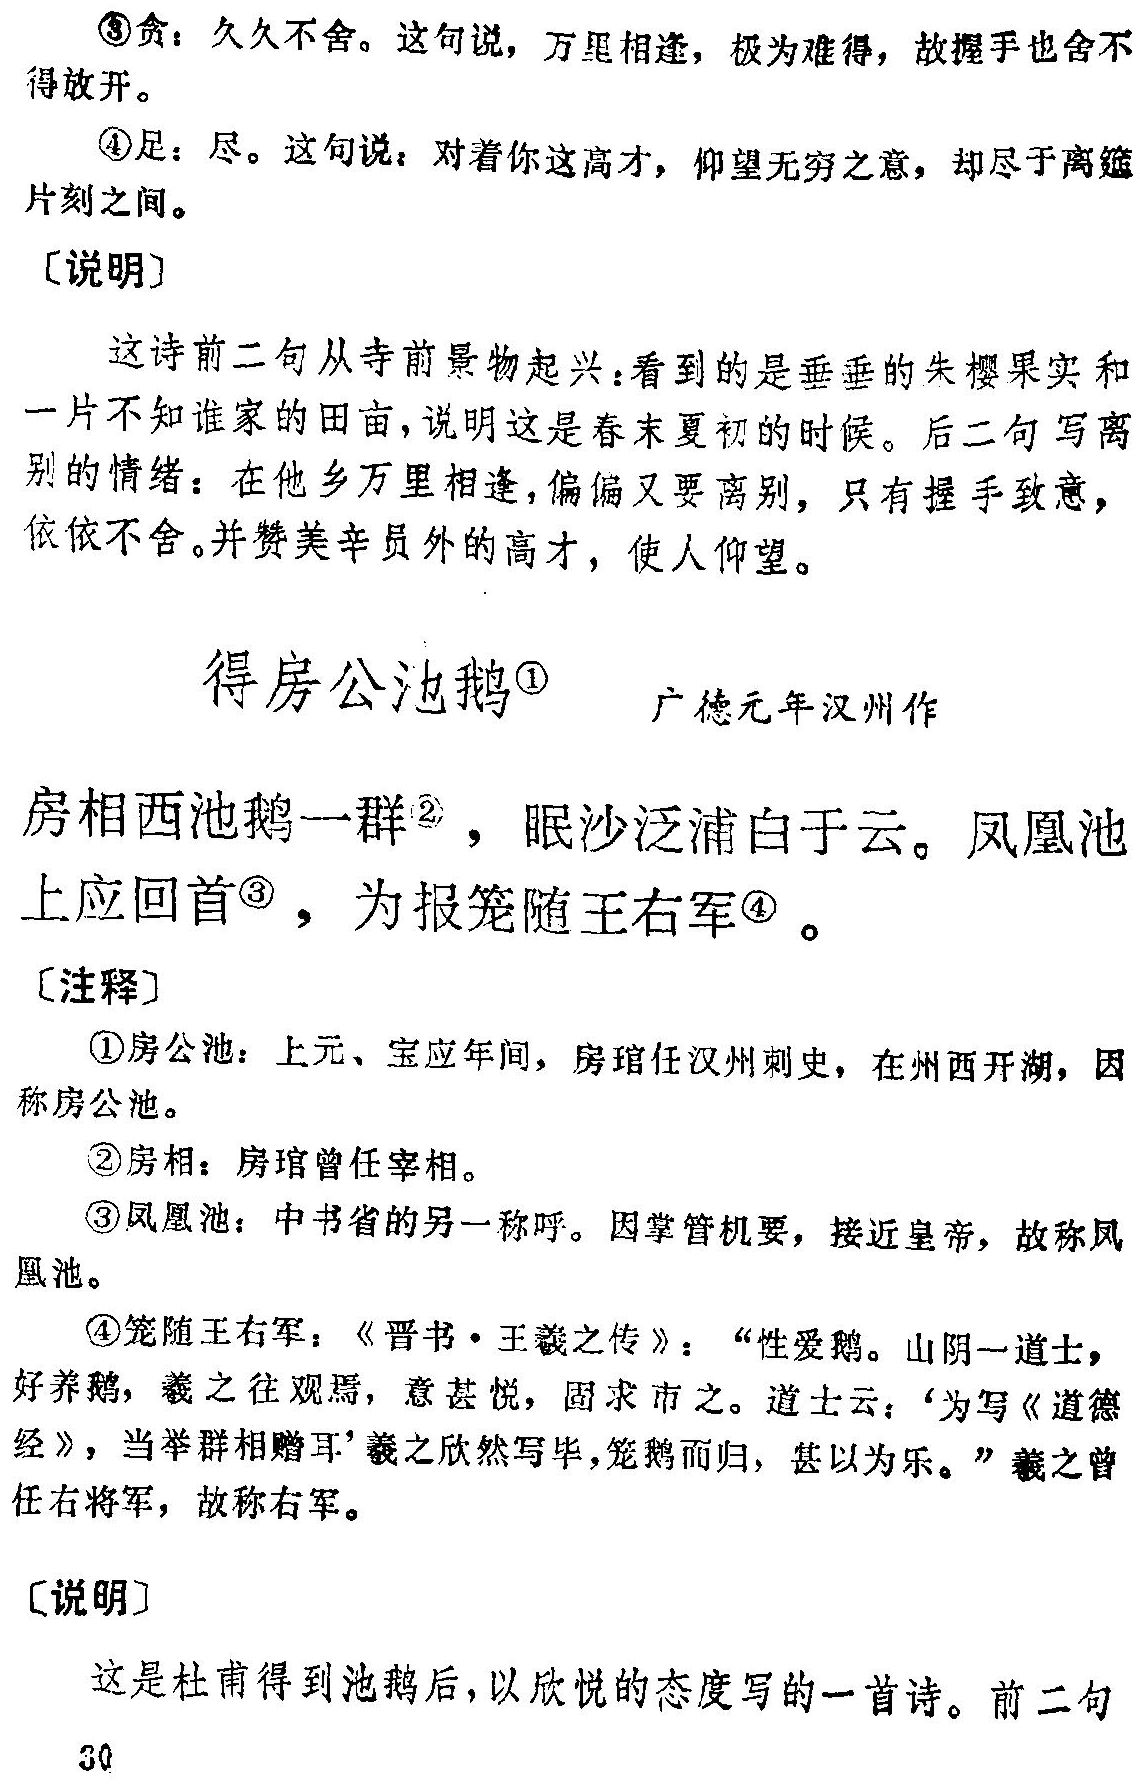 ③贪：久久不舍。这句说，万里相逢，极为难得，故握手也舍不
得放开。
④足：尽。这句说：对着你这高才，仰望无穷之意，却尽于离筵
片刻之间。
〔说明〕
这诗前二句从寺前景物起兴：看到的是垂垂的朱樱果实和
一片不知谁家的田亩，说明这是春末夏初的时候。后二句写离
别的情绪：在他乡万里相逢，偏偏又要离别，只有握手致意，
依依不舍。并赞美辛员外的高才，使人仰望。
得房公池鹅① 广德元年汉州作
房相西池鹅一群②，眠沙泛浦白于云。凤凰池
上应回首③，为报笼随王右军④。
〔注释〕
①房公池：上元、宝应年间，房琯任汉州刺史，在州西开湖，因
称房公池。
②房相：房琯曾任宰相。
③凤凰池：中书省的另一称呼。因掌管机要，接近皇帝，故称凤
凰池。
④笼随王右军：《晋书·王羲之传》：“性爱鹅。山阴一道士，
好养鹅，羲之往观焉，意甚悦，固求市之。道士云：‘为写《道德
经》，当举群相赠耳’羲之欣然写毕，笼鹅而归，甚以为乐。”羲之曾
任右将军，故称右军。
〔说明〕
这是杜甫得到池鹅后，以欣悦的态度写的一首诗。前二句
30